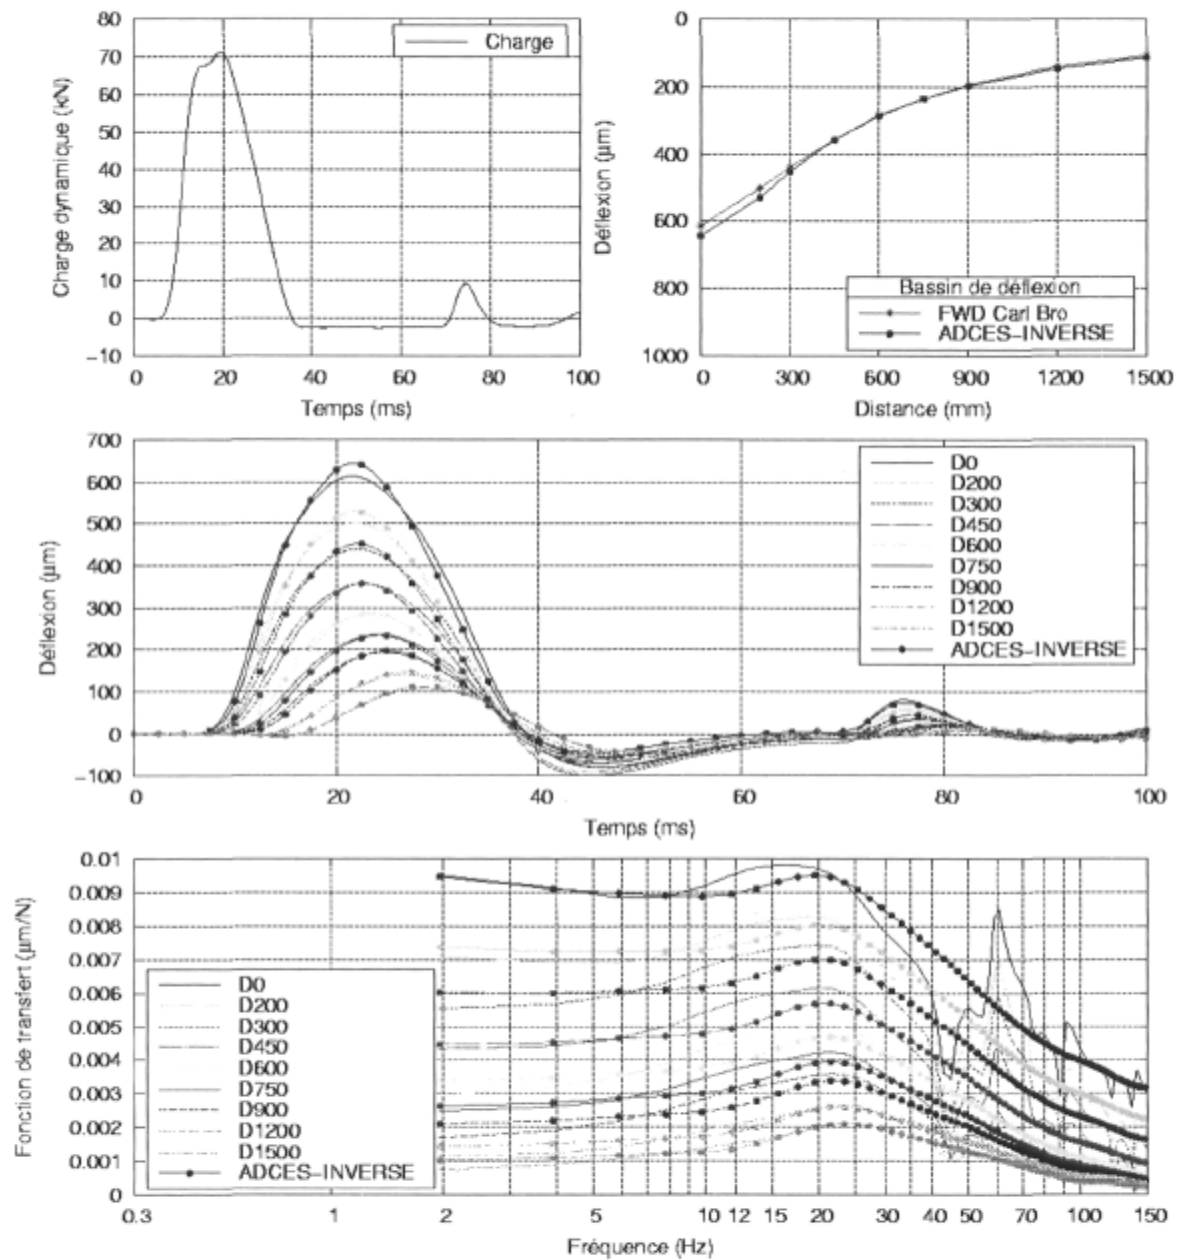 Charge
Charge dynamique (kN)
80
70
60
50
40
30
20
10
0
−10
0 20 40 60 80 100
Temps (ms)
Déflexion (µm)
0
200
400
600
800
1000
Bassin de déflexion
FWD Carl Bro
ADCES−INVERSE
0 300 600 900 1200 1500
Distance (mm)
Déflexion (µm)
700
600
500
400
300
200
100
0
−100
D0
D200
D300
D450
D600
D750
D900
D1200
D1500
ADCES−INVERSE
0 20 40 60 80 100
Temps (ms)
Fonction de transfert (µm/N)
0.01
0.009
0.008
0.007
0.006
0.005
0.004
0.003
0.002
0.001
0
D0
D200
D300
D450
D600
D750
D900
D1200
D1500
ADCES−INVERSE
0.3 1 2 5 10 12 15 20 30 40 50 70 100 150
Fréquence (Hz)